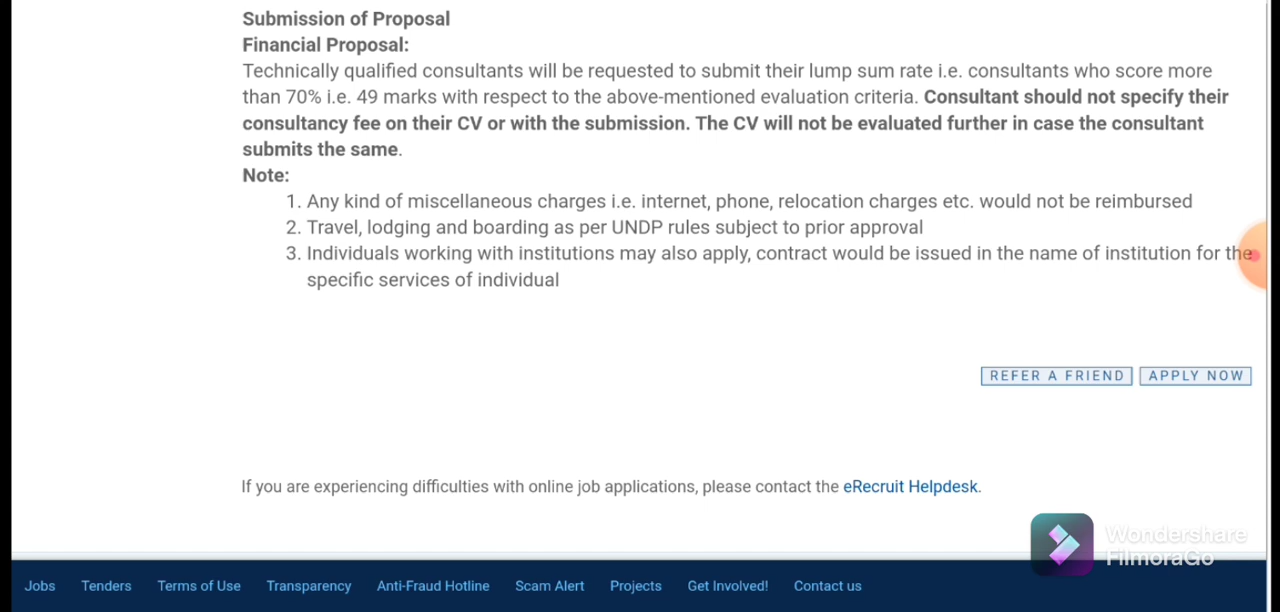 Submission of Proposal
Financial Proposal:
Technically qualified consultants will be requested to submit their lump sum rate i.e. consultants who score more
than 70% i.e. 49 marks with respect to the above-mentioned evaluation criteria. Consultant should not specify their
consultancy fee on their CV or with the submission. The CV will not be evaluated further in case the consultant
submits the same.
Note:
1. Any kind of miscellaneous charges i.e. internet, phone, relocation charges etc. would not be reimbursed
2. Travel, lodging and boarding as per UNDP rules subject to prior approval
3. Individuals working with institutions may also apply, contract would be issued in the name of institution for the
specific services of individual
REFER A FRIEND APPLY NOW
If you are experiencing difficulties with online job applications, please contact the eRecruit Helpdesk.
Wondershare
FilmoraGo
Jobs Tenders Terms of Use Transparency Anti-Fraud Hotline Scam Alert Projects Get Involved! Contact us